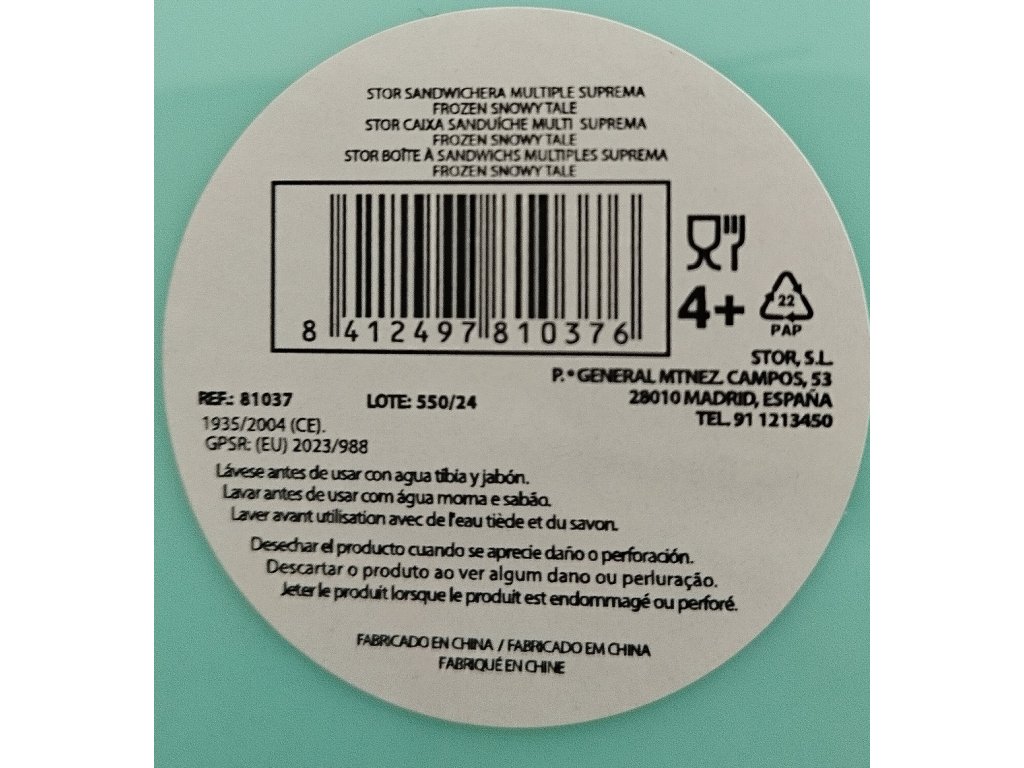 STOR SANDWICHERA MULTIPLE SUPREMA
FROZEN SNOWY TALE
STOR CAIXA SANDUÍCHE MULTI SUPREMA
FROZEN SNOWY TALE
STOR BOÎTE À SANDWICHS MULTIPLES SUPREMA
FROZEN SNOWY TALE
8 412497 810376
4+
22
PAP
STOR, S.L.
P.º GENERAL MTNEZ. CAMPOS, 53
28010 MADRID, ESPAÑA
TEL. 91 1213450
REF.: 81037 LOTE: 550/24
1935/2004 (CE).
GPSR: (EU) 2023/988
Lávese antes de usar con agua tibia y jabón.
Lavar antes de usar com água morna e sabão.
Laver avant utilisation avec de l'eau tiède et du savon.
Desechar el producto cuando se aprecie daño o perforación.
Descartar o produto ao ver algum dano ou perluração.
Jeter le produit lorsque le produit est endommagé ou perforé.
FABRICADO EN CHINA / FABRICADO EM CHINA
FABRIQUÉ EN CHINE